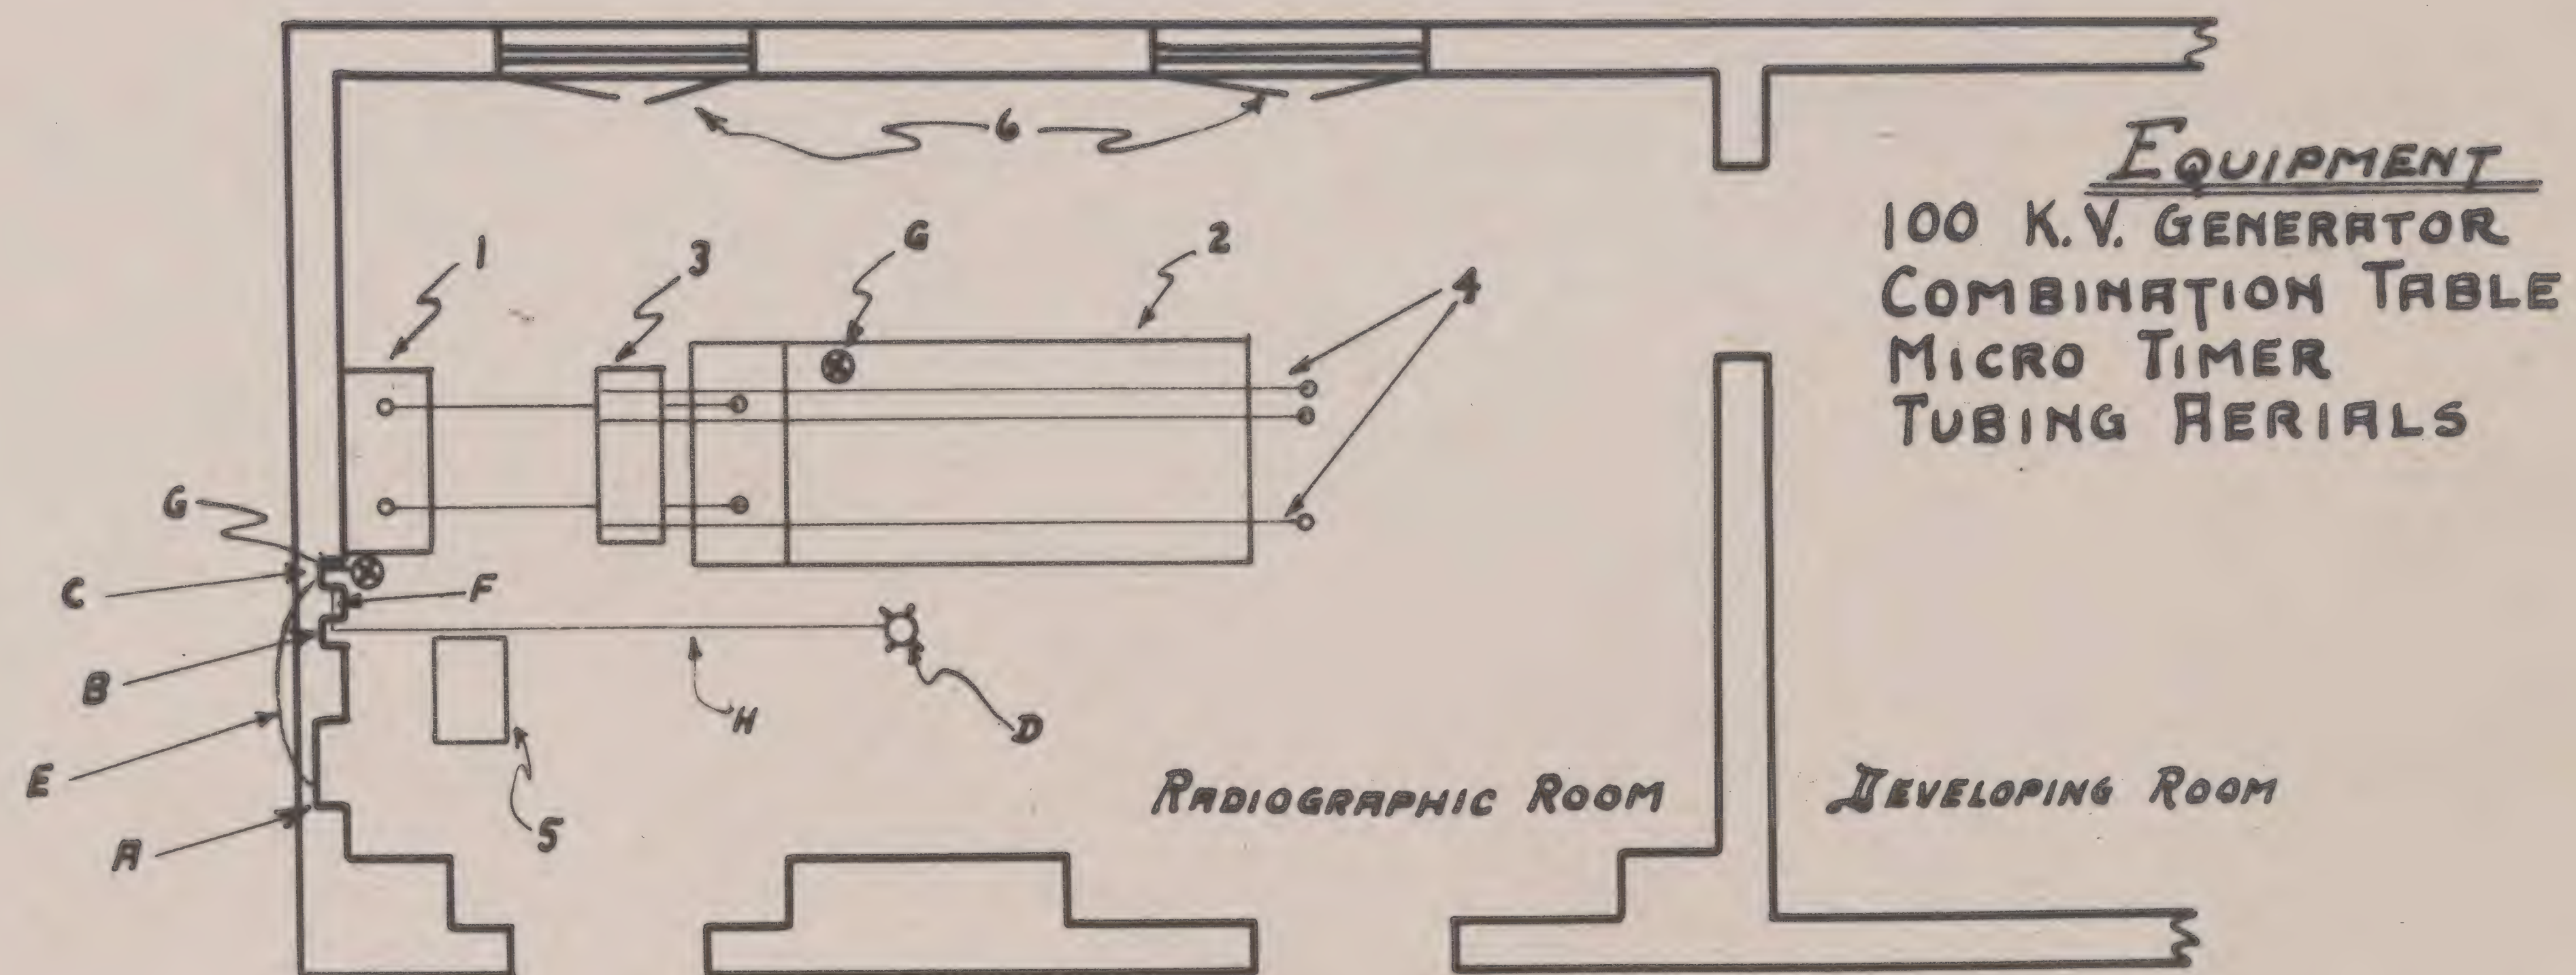 6
EQUIPMENT
100 K.V. GENERATOR
COMBINATION TABLE
MICRO TIMER
TUBING AERIALS
1
3
G
2
4
G
C
F
B
H
D
E
A
5
RADIOGRAPHIC ROOM
DEVELOPING ROOM